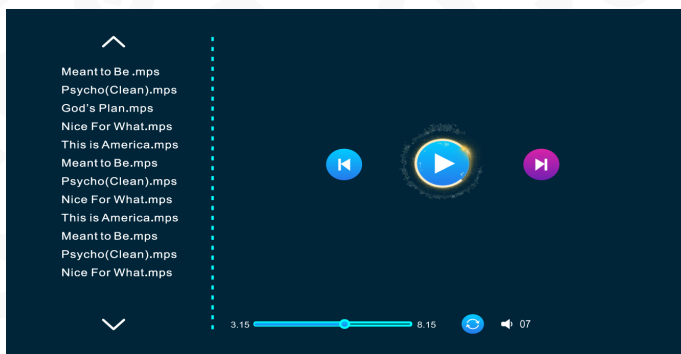 Meant to Be .mps
Psycho(Clean).mps
God's Plan.mps
Nice For What.mps
This is America.mps
Meant to Be.mps
Psycho(Clean).mps
Nice For What.mps
This is America.mps
Meant to Be.mps
Psycho(Clean).mps
Nice For What.mps
3.15 8.15 07